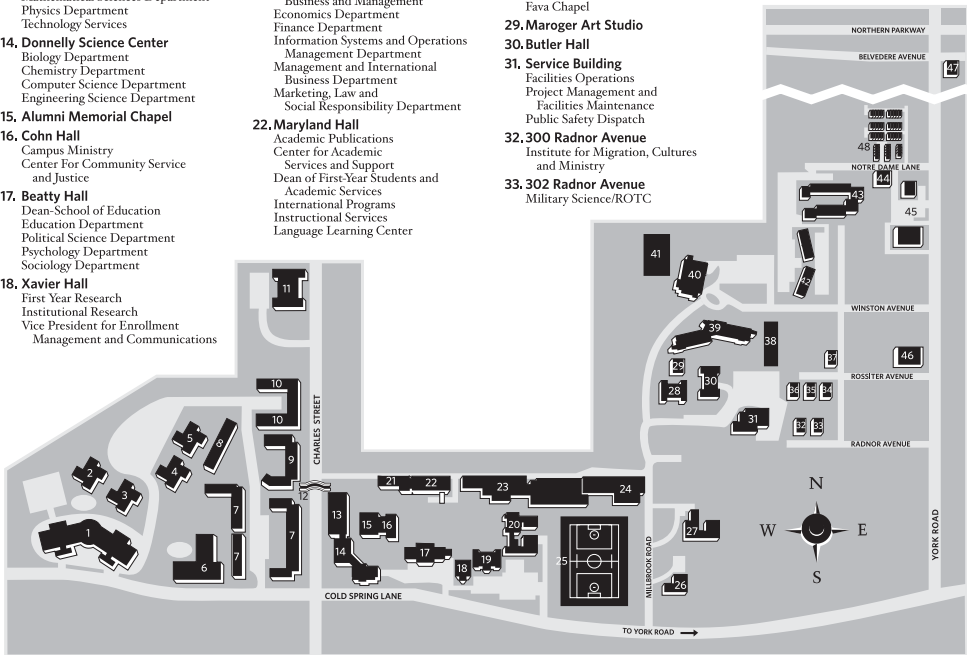 Mathematical Sciences Department
Physics Department
Technology Services
14. Donnelly Science Center
Biology Department
Chemistry Department
Computer Science Department
Engineering Science Department
15. Alumni Memorial Chapel
16. Cohn Hall
Campus Ministry
Center For Community Service
and Justice
17. Beatty Hall
Dean-School of Education
Education Department
Political Science Department
Psychology Department
Sociology Department
18. Xavier Hall
First Year Research
Institutional Research
Vice President for Enrollment
Management and Communications
Business and Management
Economics Department
Finance Department
Information Systems and Operations
Management Department
Management and International
Business Department
Marketing, Law and
Social Responsibility Department
22. Maryland Hall
Academic Publications
Center for Academic
Services and Support
Dean of First-Year Students and
Academic Services
International Programs
Instructional Services
Language Learning Center
Fava Chapel
29. Maroger Art Studio
30. Butler Hall
31. Service Building
Facilities Operations
Project Management and
Facilities Maintenance
Public Safety Dispatch
32. 300 Radnor Avenue
Institute for Migration, Cultures
and Ministry
33. 302 Radnor Avenue
Military Science/ROTC
NORTHERN PARKWAY
BELVEDERE AVENUE
47
48
NOTRE DAME LANE
44
43
45
41
40
42
11
WINSTON AVENUE
39
38
37
46
29
ROSSITER AVENUE
28
30
36
35
34
10
10
31
32
33
CHARLES STREET
RADNOR AVENUE
5
8
9
4
2
3
12
21
22
23
24
N
W
E
S
1
7
7
7
6
13
14
15
16
17
18
19
20
25
27
26
MILLBROOK ROAD
YORK ROAD
COLD SPRING LANE
TO YORK ROAD